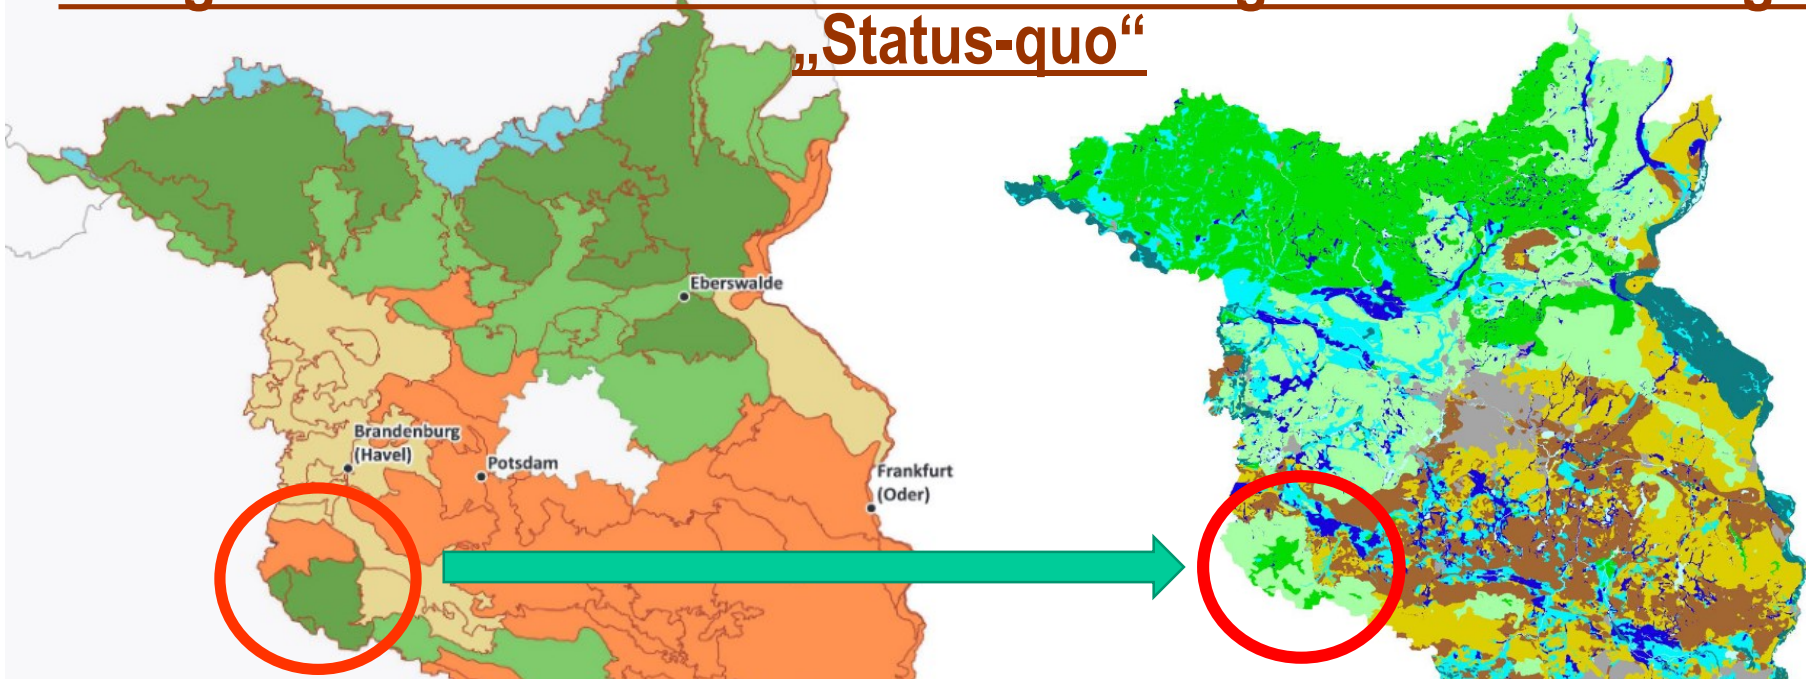 „Status-quo“
Eberswalde
Brandenburg
(Havel)
Potsdam
Frankfurt
(Oder)